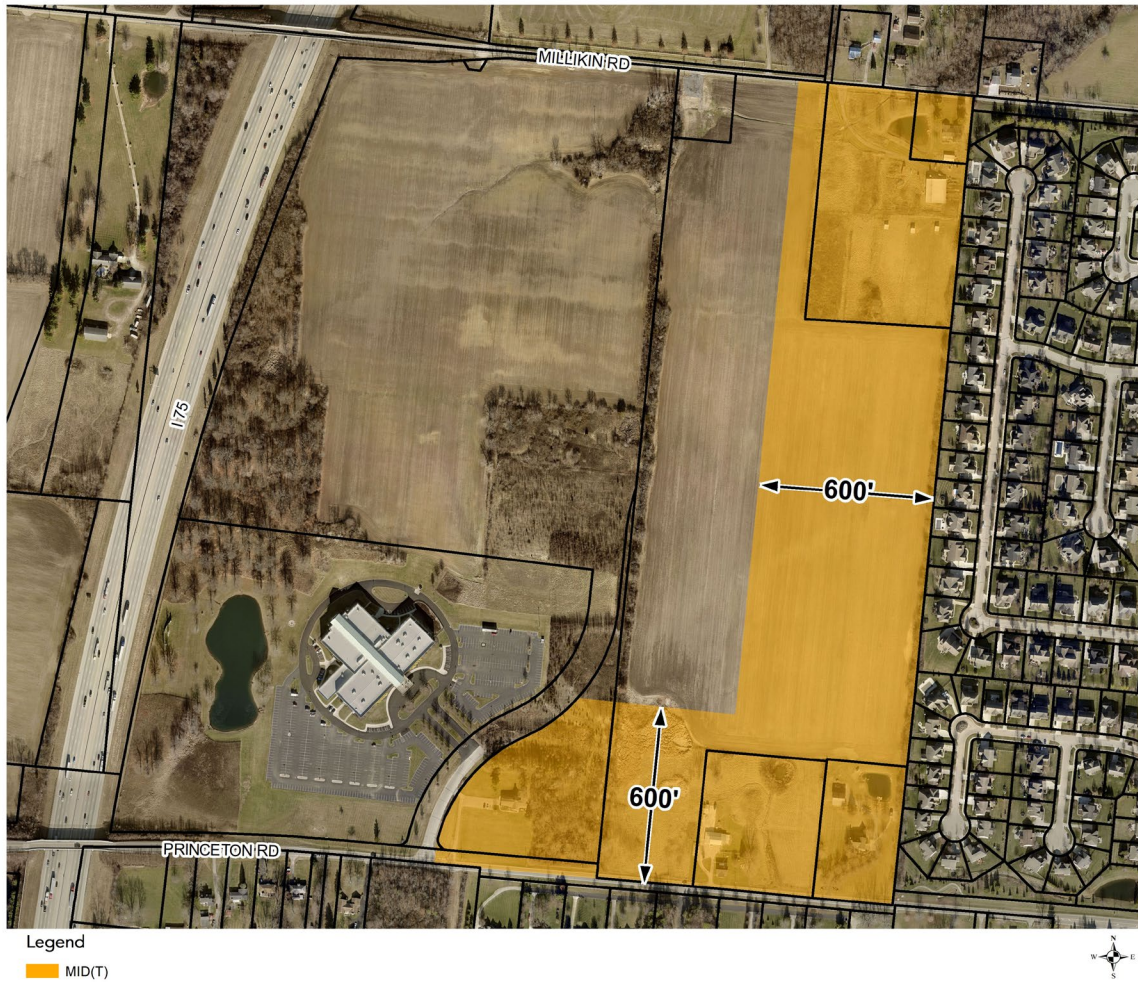 MILLIKIN RD
I 75
600'
600'
PRINCETON RD
Legend
MID(T)
N
W E
S